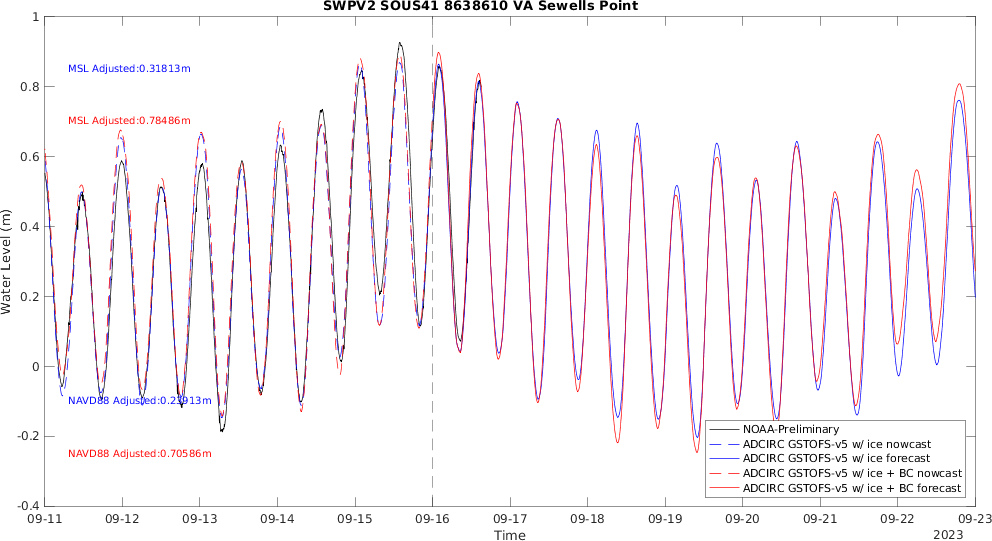 SWPV2 SOUS41 8638610 VA Sewells Point
1
0.8
0.6
0.4
0.2
0
-0.2
-0.4
Water Level (m)
MSL Adjusted:0.31813m
MSL Adjusted:0.78486m
NAVD88 Adjusted:0.23913m
NAVD88 Adjusted:0.70586m
NOAA-Preliminary
ADCIRC GSTOFS-v5 w/ ice nowcast
ADCIRC GSTOFS-v5 w/ ice forecast
ADCIRC GSTOFS-v5 w/ ice + BC nowcast
ADCIRC GSTOFS-v5 w/ ice + BC forecast
09-11 09-12 09-13 09-14 09-15 09-16 09-17 09-18 09-19 09-20 09-21 09-22 09-23
Time
2023